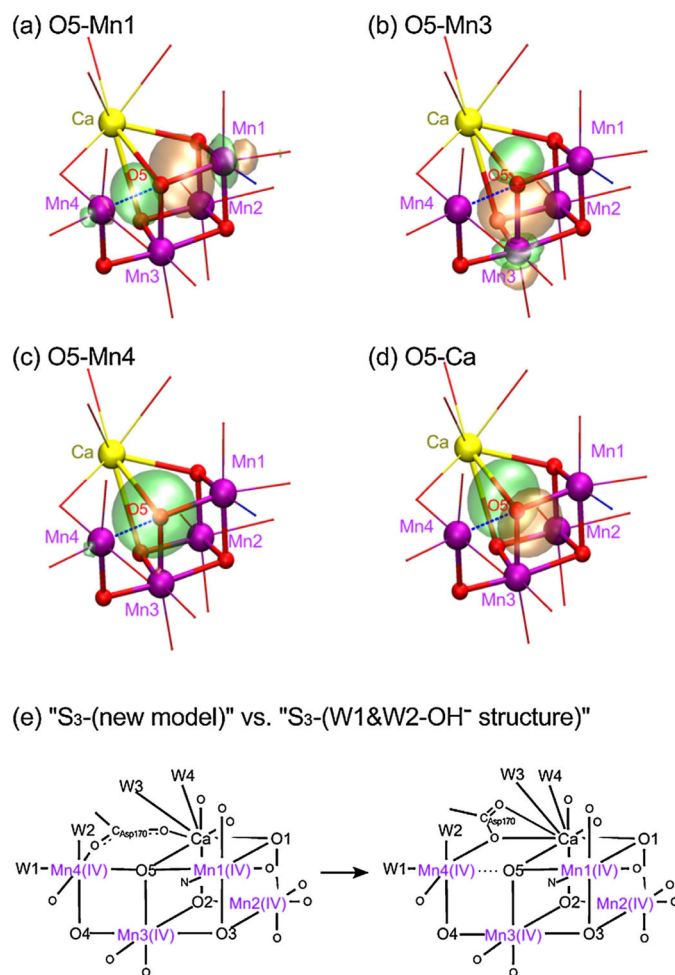 (a) O5-Mn1
(b) O5-Mn3
Ca
Mn1
O5
Mn4
Mn2
Mn3
Ca
Mn1
O5
Mn4
Mn2
Mn3
(c) O5-Mn4
(d) O5-Ca
Ca
Mn1
O5
Mn4
Mn2
Mn3
Ca
Mn1
O5
Mn4
Mn2
Mn3
(e) "S₃-(new model)" vs. "S₃-(W1&W2-OH⁻ structure)"
W4
W3
O
O
W2
O
C
Asp170
O
Ca
O1
W1
Mn4(IV)
O5
Mn1(IV)
O
O
N
O2
Mn2(IV)
O
O
O4
Mn3(IV)
O3
O
O
O
W3
W4
O
O
C
Asp170
O
W2
O
Ca
O1
W1
Mn4(IV)
O5
Mn1(IV)
O
O
N
O2
Mn2(IV)
O
O
O4
Mn3(IV)
O3
O
O
O